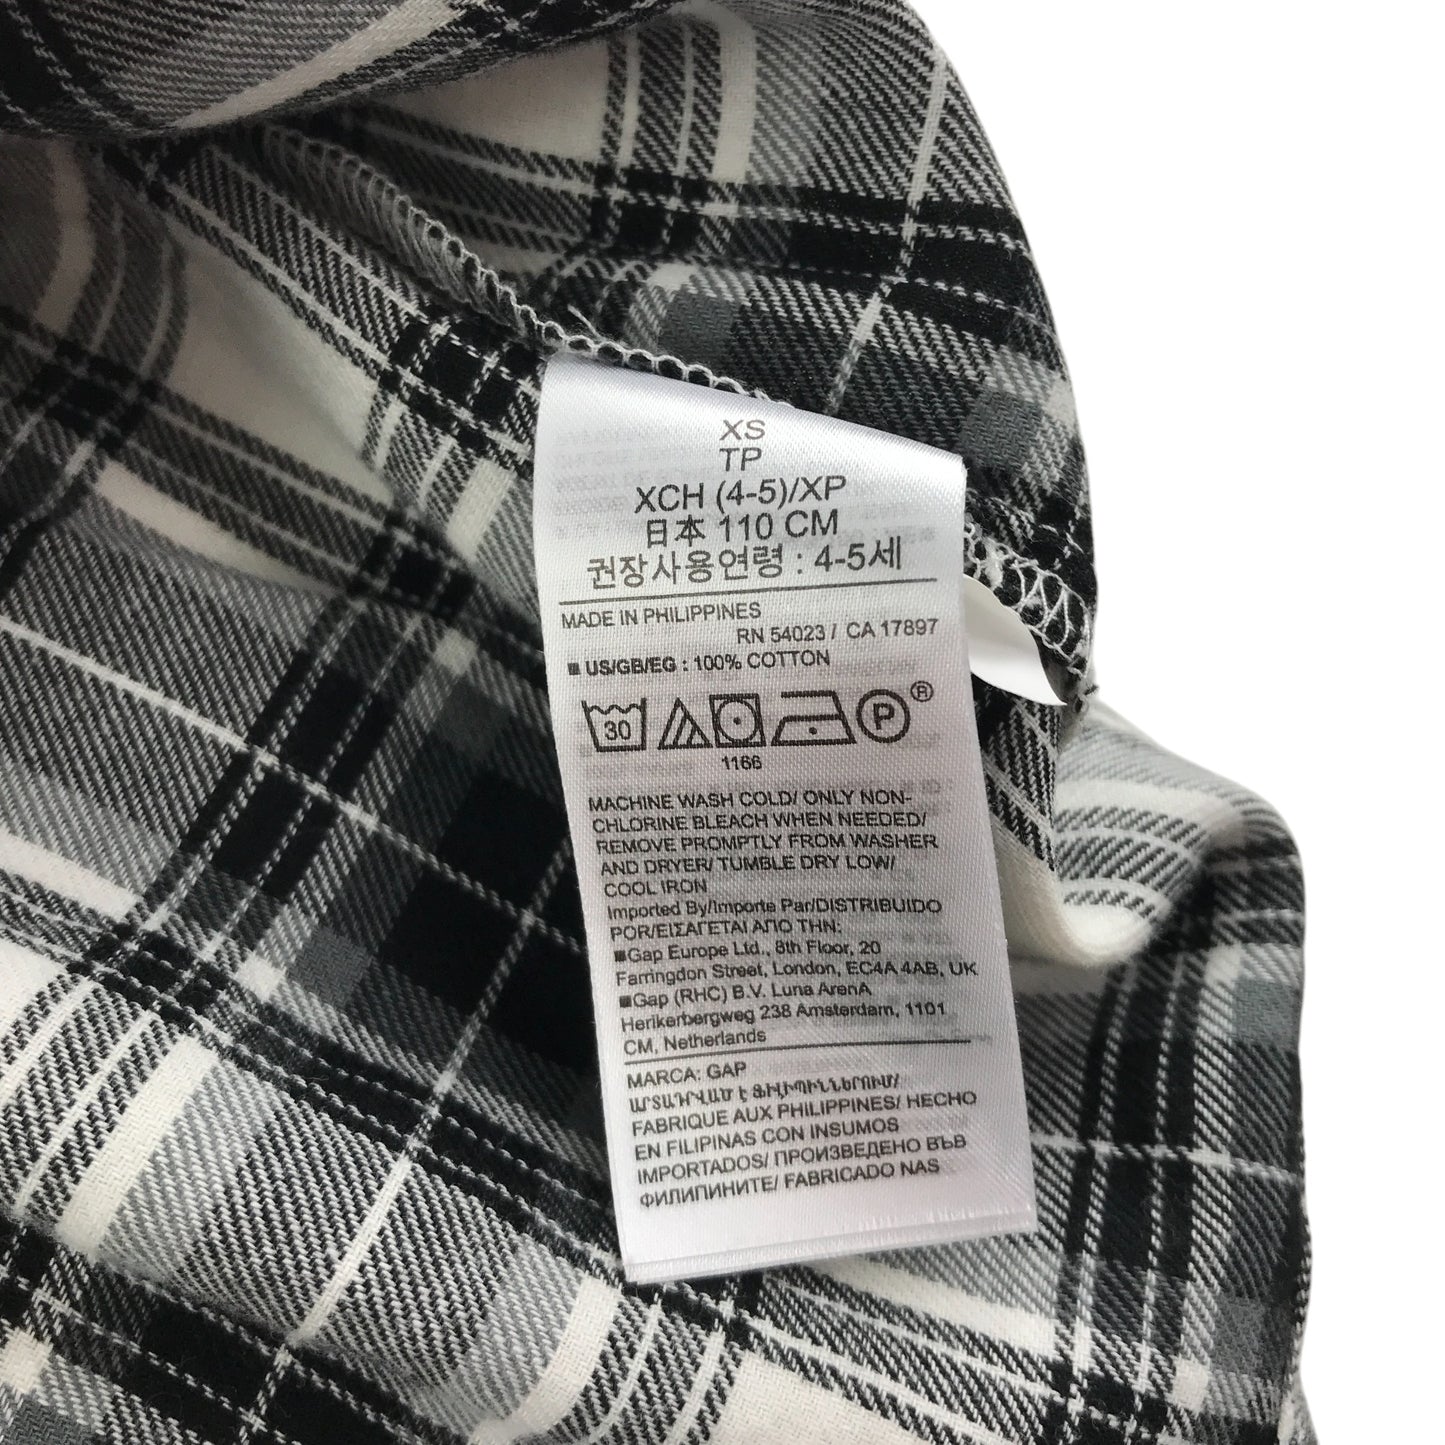 XS
TP
XCH (4-5)/XP
日本 110 CM
권장사용연령 : 4-5세
MADE IN PHILIPPINES
RN 54023 / CA 17897
■ US/GB/EG : 100% COTTON
30
P ®
1166
MACHINE WASH COLD/ ONLY NON-
CHLORINE BLEACH WHEN NEEDED/
REMOVE PROMPTLY FROM WASHER
AND DRYER/ TUMBLE DRY LOW/
COOL IRON
Imported By/Importe Par/DISTRIBUIDO
POR/ΕΙΣΑΓΕΤΑΙ ΑΠΟ ΤΗΝ:
■Gap Europe Ltd., 8th Floor, 20
Farringdon Street, London, EC4A 4AB, UK
■Gap (RHC) B.V. Luna ArenA
Herikerbergweg 238 Amsterdam, 1101
CM, Netherlands
MARCA: GAP
ԱՐՏԱԴՐՎԱԾ Է ՖԻԼԻՊԻՆՆԵՐՈՒՄ/
FABRIQUE AUX PHILIPPINES/ HECHO
EN FILIPINAS CON INSUMOS
IMPORTADOS/ ПРОИЗВЕДЕНО ВЪВ
ФИЛИПИНИТЕ/ FABRICADO NAS